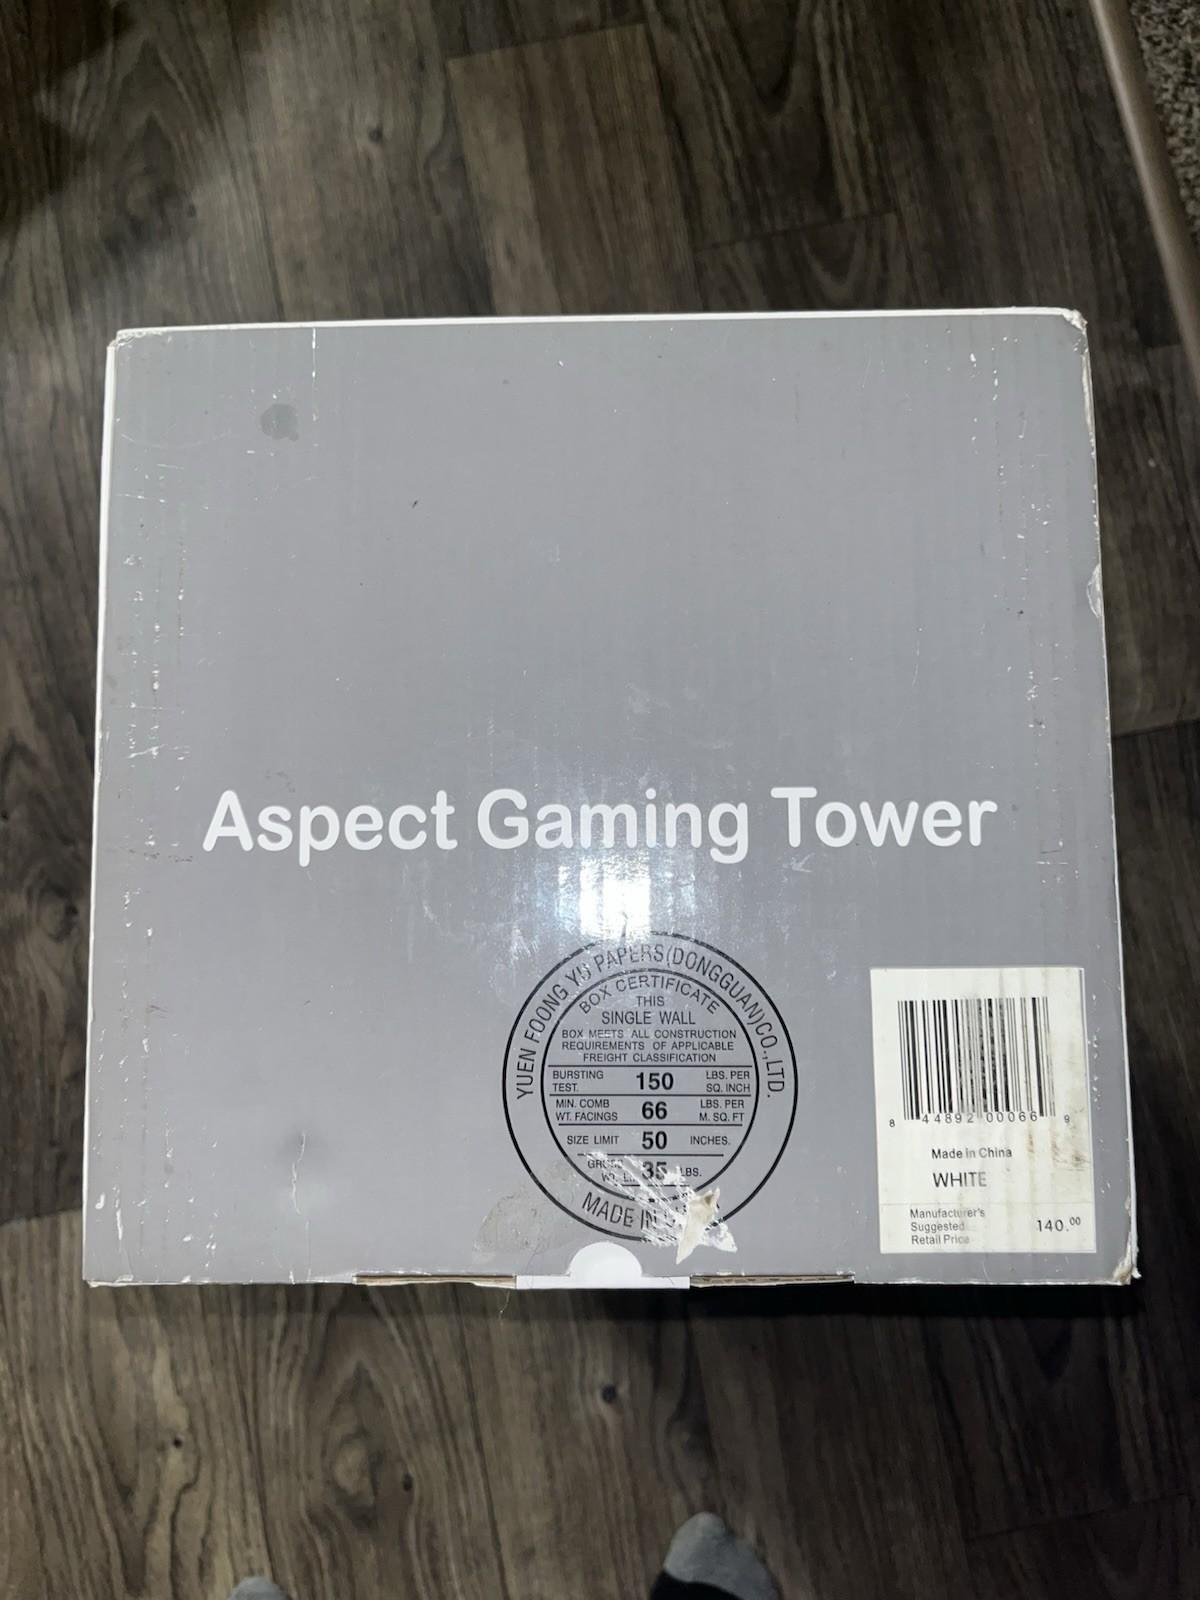 Aspect Gaming Tower
YUEN FOONG YU PAPERS(DONGGUAN)CO.,LTD.
BOX CERTIFICATE
THIS
SINGLE WALL
BOX MEETS ALL CONSTRUCTION
REQUIREMENTS OF APPLICABLE
FREIGHT CLASSIFICATION
BURSTING TEST. 150 LBS. PER SQ. INCH
MIN. COMB WT. FACINGS 66 LBS. PER M. SQ. FT
SIZE LIMIT 50 INCHES.
35 LBS.
MADE IN
8 44892 00066 9
Made in China
WHITE
Manufacturer's
Suggested
Retail Price 140.00